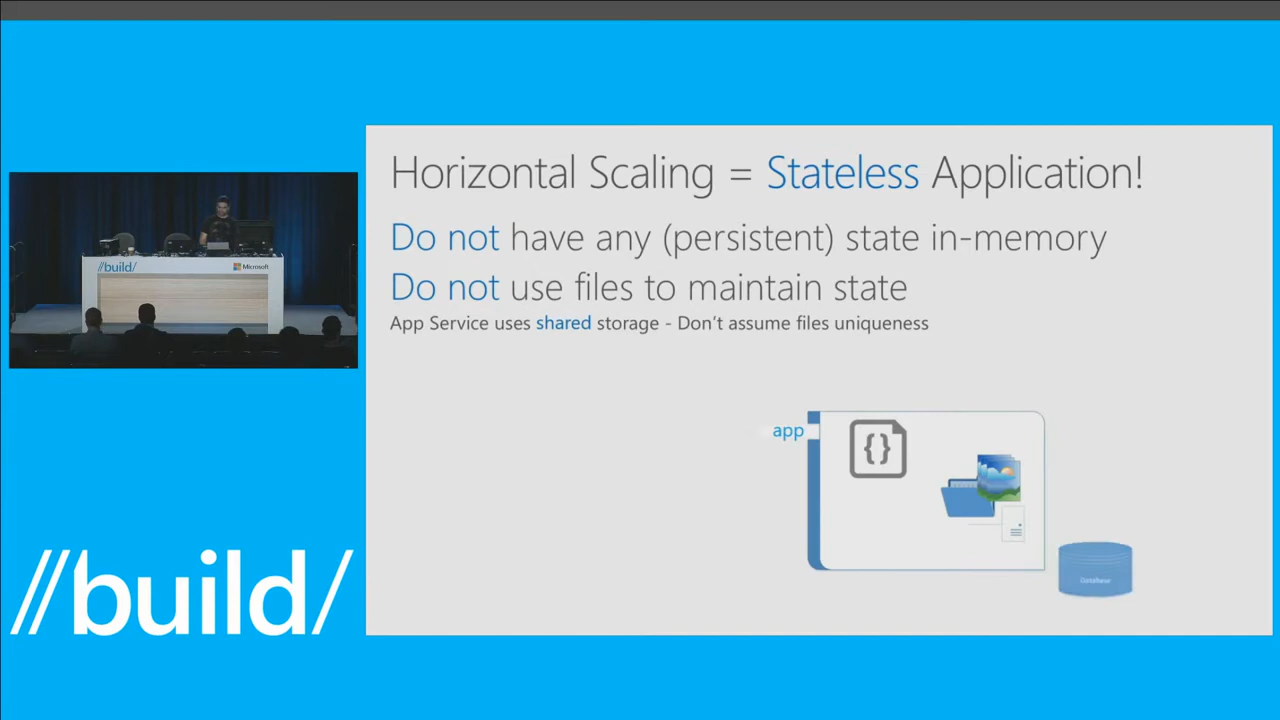 Horizontal Scaling = Stateless Application!
Do not have any (persistent) state in-memory
Do not use files to maintain state
App Service uses shared storage - Don't assume files uniqueness
app
{}
DataBase
//build/
Microsoft
//build/